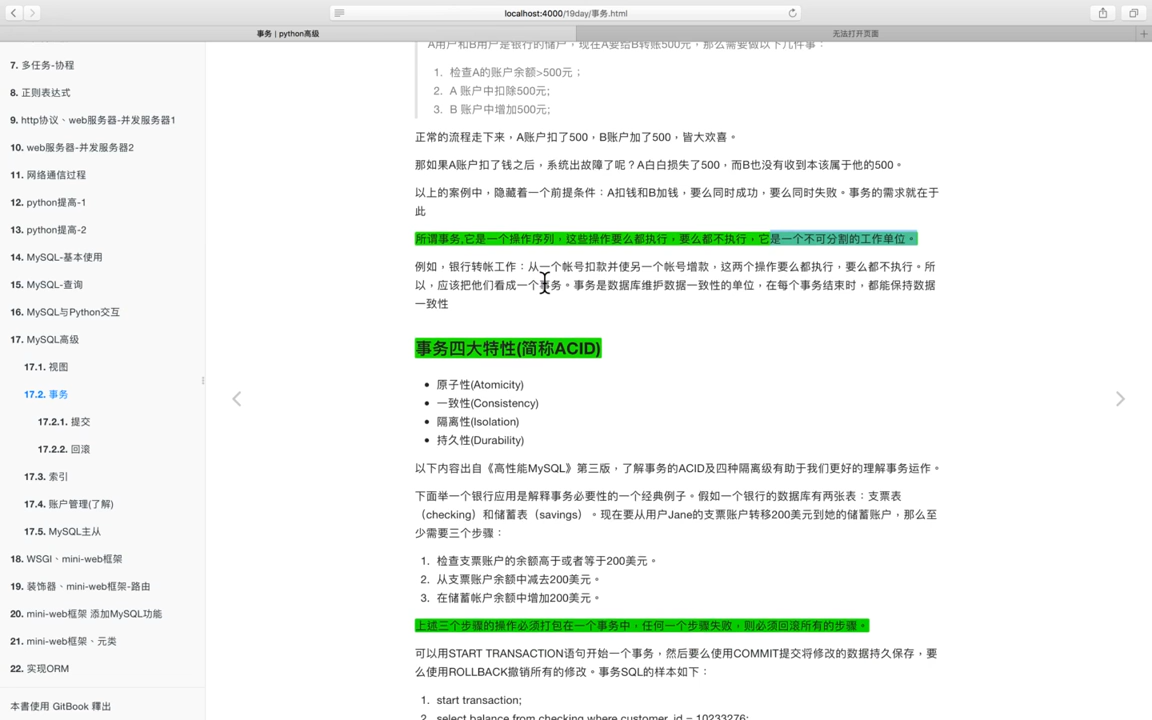 localhost:4000/19day/事务.html
事务 | python高级
无法打开页面
7. 多任务-协程
8. 正则表达式
9. http协议、web服务器-并发服务器1
10. web服务器-并发服务器2
11. 网络通信过程
12. python提高-1
13. python提高-2
14. MySQL-基本使用
15. MySQL-查询
16. MySQL与Python交互
17. MySQL高级
17.1. 视图
17.2. 事务
17.2.1. 提交
17.2.2. 回滚
17.3. 索引
17.4. 账户管理(了解)
17.5. MySQL主从
18. WSGI、mini-web框架
19. 装饰器、mini-web框架-路由
20. mini-web框架 添加MySQL功能
21. mini-web框架、元类
22. 实现ORM
本書使用 GitBook 釋出
A用户和B用户是银行的储户，现在A要给B转账500元，那么需要做以下几件事：
1. 检查A的账户余额>500元；
2. A 账户中扣除500元;
3. B 账户中增加500元;
正常的流程走下来，A账户扣了500，B账户加了500，皆大欢喜。
那如果A账户扣了钱之后，系统出故障了呢？A白白损失了500，而B也没有收到本该属于他的500。
以上的案例中，隐藏着一个前提条件：A扣钱和B加钱，要么同时成功，要么同时失败。事务的需求就在于
此
所谓事务,它是一个操作序列，这些操作要么都执行，要么都不执行，它是一个不可分割的工作单位。
例如，银行转帐工作：从一个帐号扣款并使另一个帐号增款，这两个操作要么都执行，要么都不执行。所
以，应该把他们看成一个事务。事务是数据库维护数据一致性的单位，在每个事务结束时，都能保持数据
一致性
事务四大特性(简称ACID)
• 原子性(Atomicity)
• 一致性(Consistency)
• 隔离性(Isolation)
• 持久性(Durability)
以下内容出自《高性能MySQL》第三版，了解事务的ACID及四种隔离级有助于我们更好的理解事务运作。
下面举一个银行应用是解释事务必要性的一个经典例子。假如一个银行的数据库有两张表：支票表
（checking）和储蓄表（savings）。现在要从用户Jane的支票账户转移200美元到她的储蓄账户，那么至
少需要三个步骤：
1. 检查支票账户的余额高于或者等于200美元。
2. 从支票账户余额中减去200美元。
3. 在储蓄帐户余额中增加200美元。
上述三个步骤的操作必须打包在一个事务中，任何一个步骤失败，则必须回滚所有的步骤。
可以用START TRANSACTION语句开始一个事务，然后要么使用COMMIT提交将修改的数据持久保存，要
么使用ROLLBACK撤销所有的修改。事务SQL的样本如下：
1. start transaction;
2. select balance from checking where customer_id = 10233276;